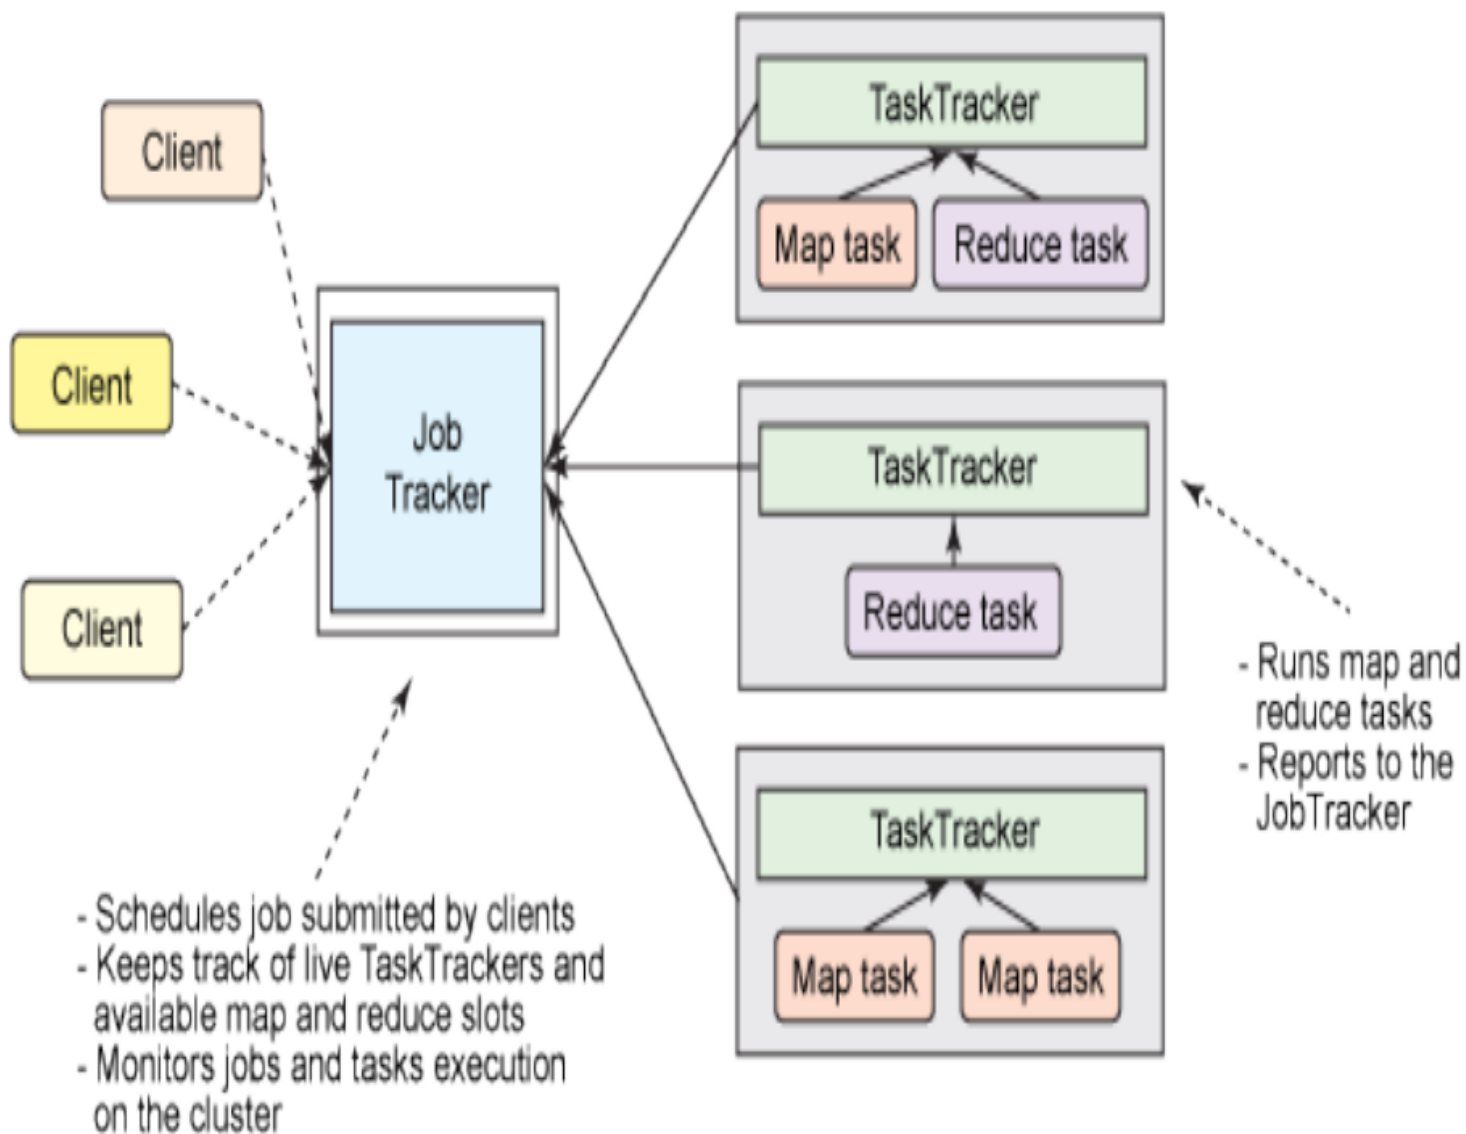 Client
Client
Client
Job
Tracker
TaskTracker
Map task
Reduce task
TaskTracker
Reduce task
TaskTracker
Map task
Map task
- Schedules job submitted by clients
- Keeps track of live TaskTrackers and
available map and reduce slots
- Monitors jobs and tasks execution
on the cluster
- Runs map and
reduce tasks
- Reports to the
JobTracker